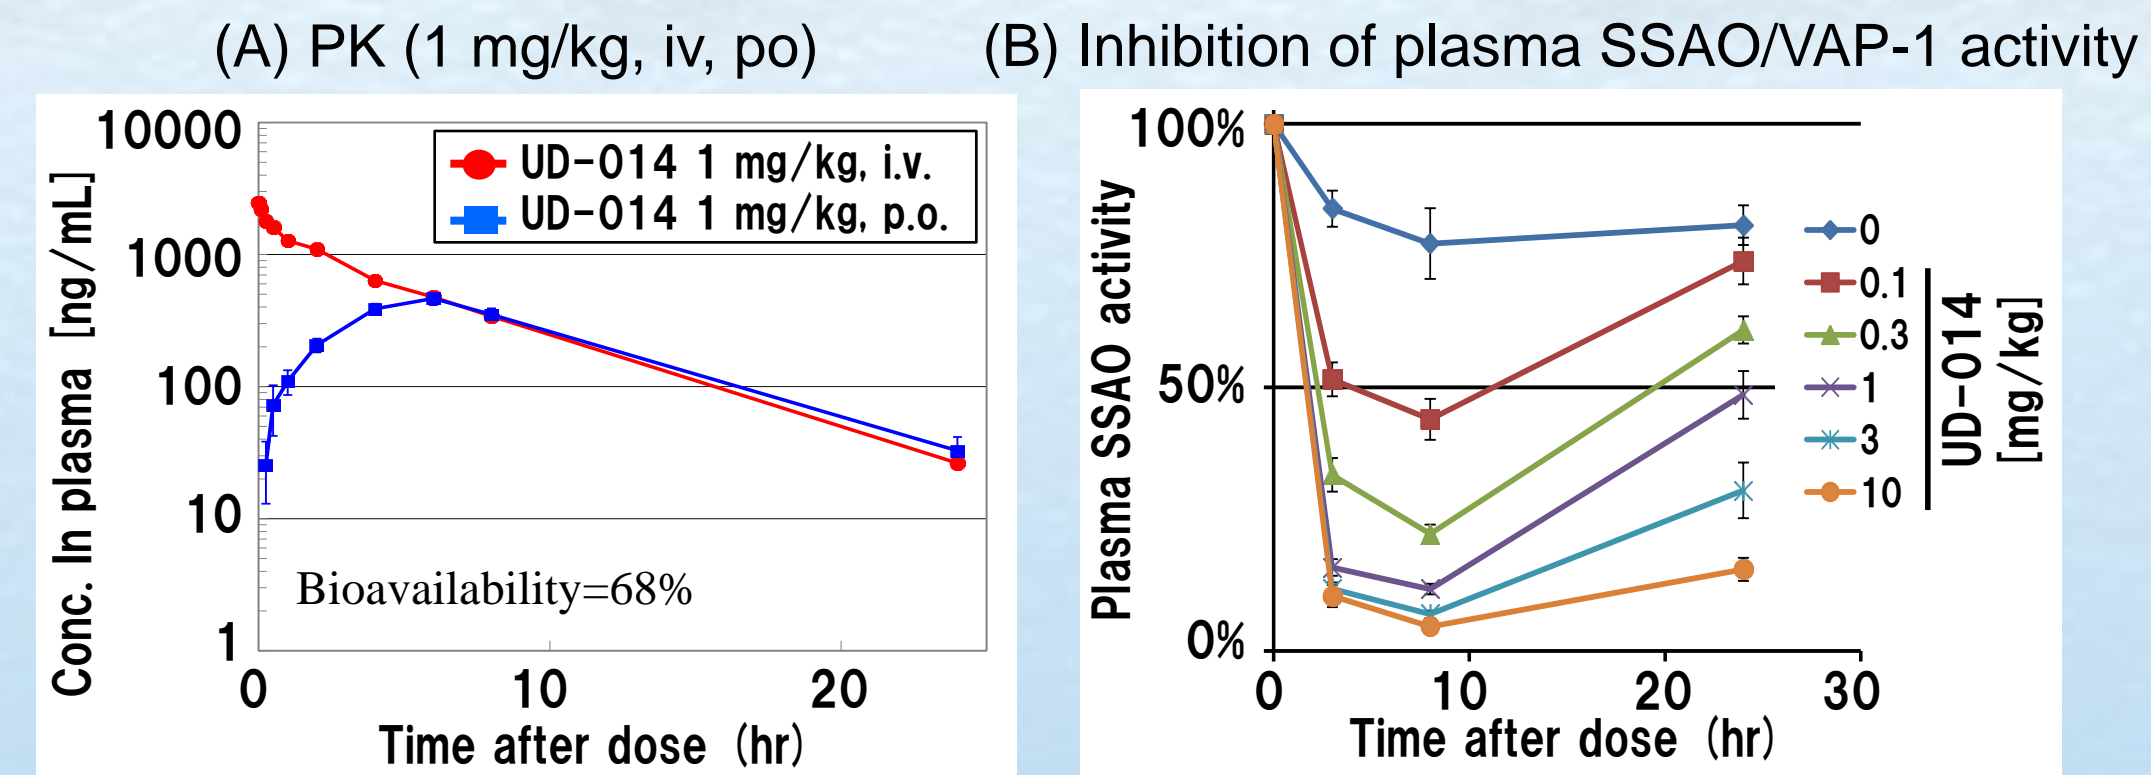 (A) PK (1 mg/kg, iv, po)
10000
1000
100
10
1
Conc. In plasma [ng/mL]
UD-014 1 mg/kg, i.v.
UD-014 1 mg/kg, p.o.
Bioavailability=68%
0 10 20
Time after dose (hr)
(B) Inhibition of plasma SSAO/VAP-1 activity
100%
50%
0%
Plasma SSAO activity
0
0.1
0.3
1
3
10
UD-014
[mg/kg]
0 10 20 30
Time after dose (hr)